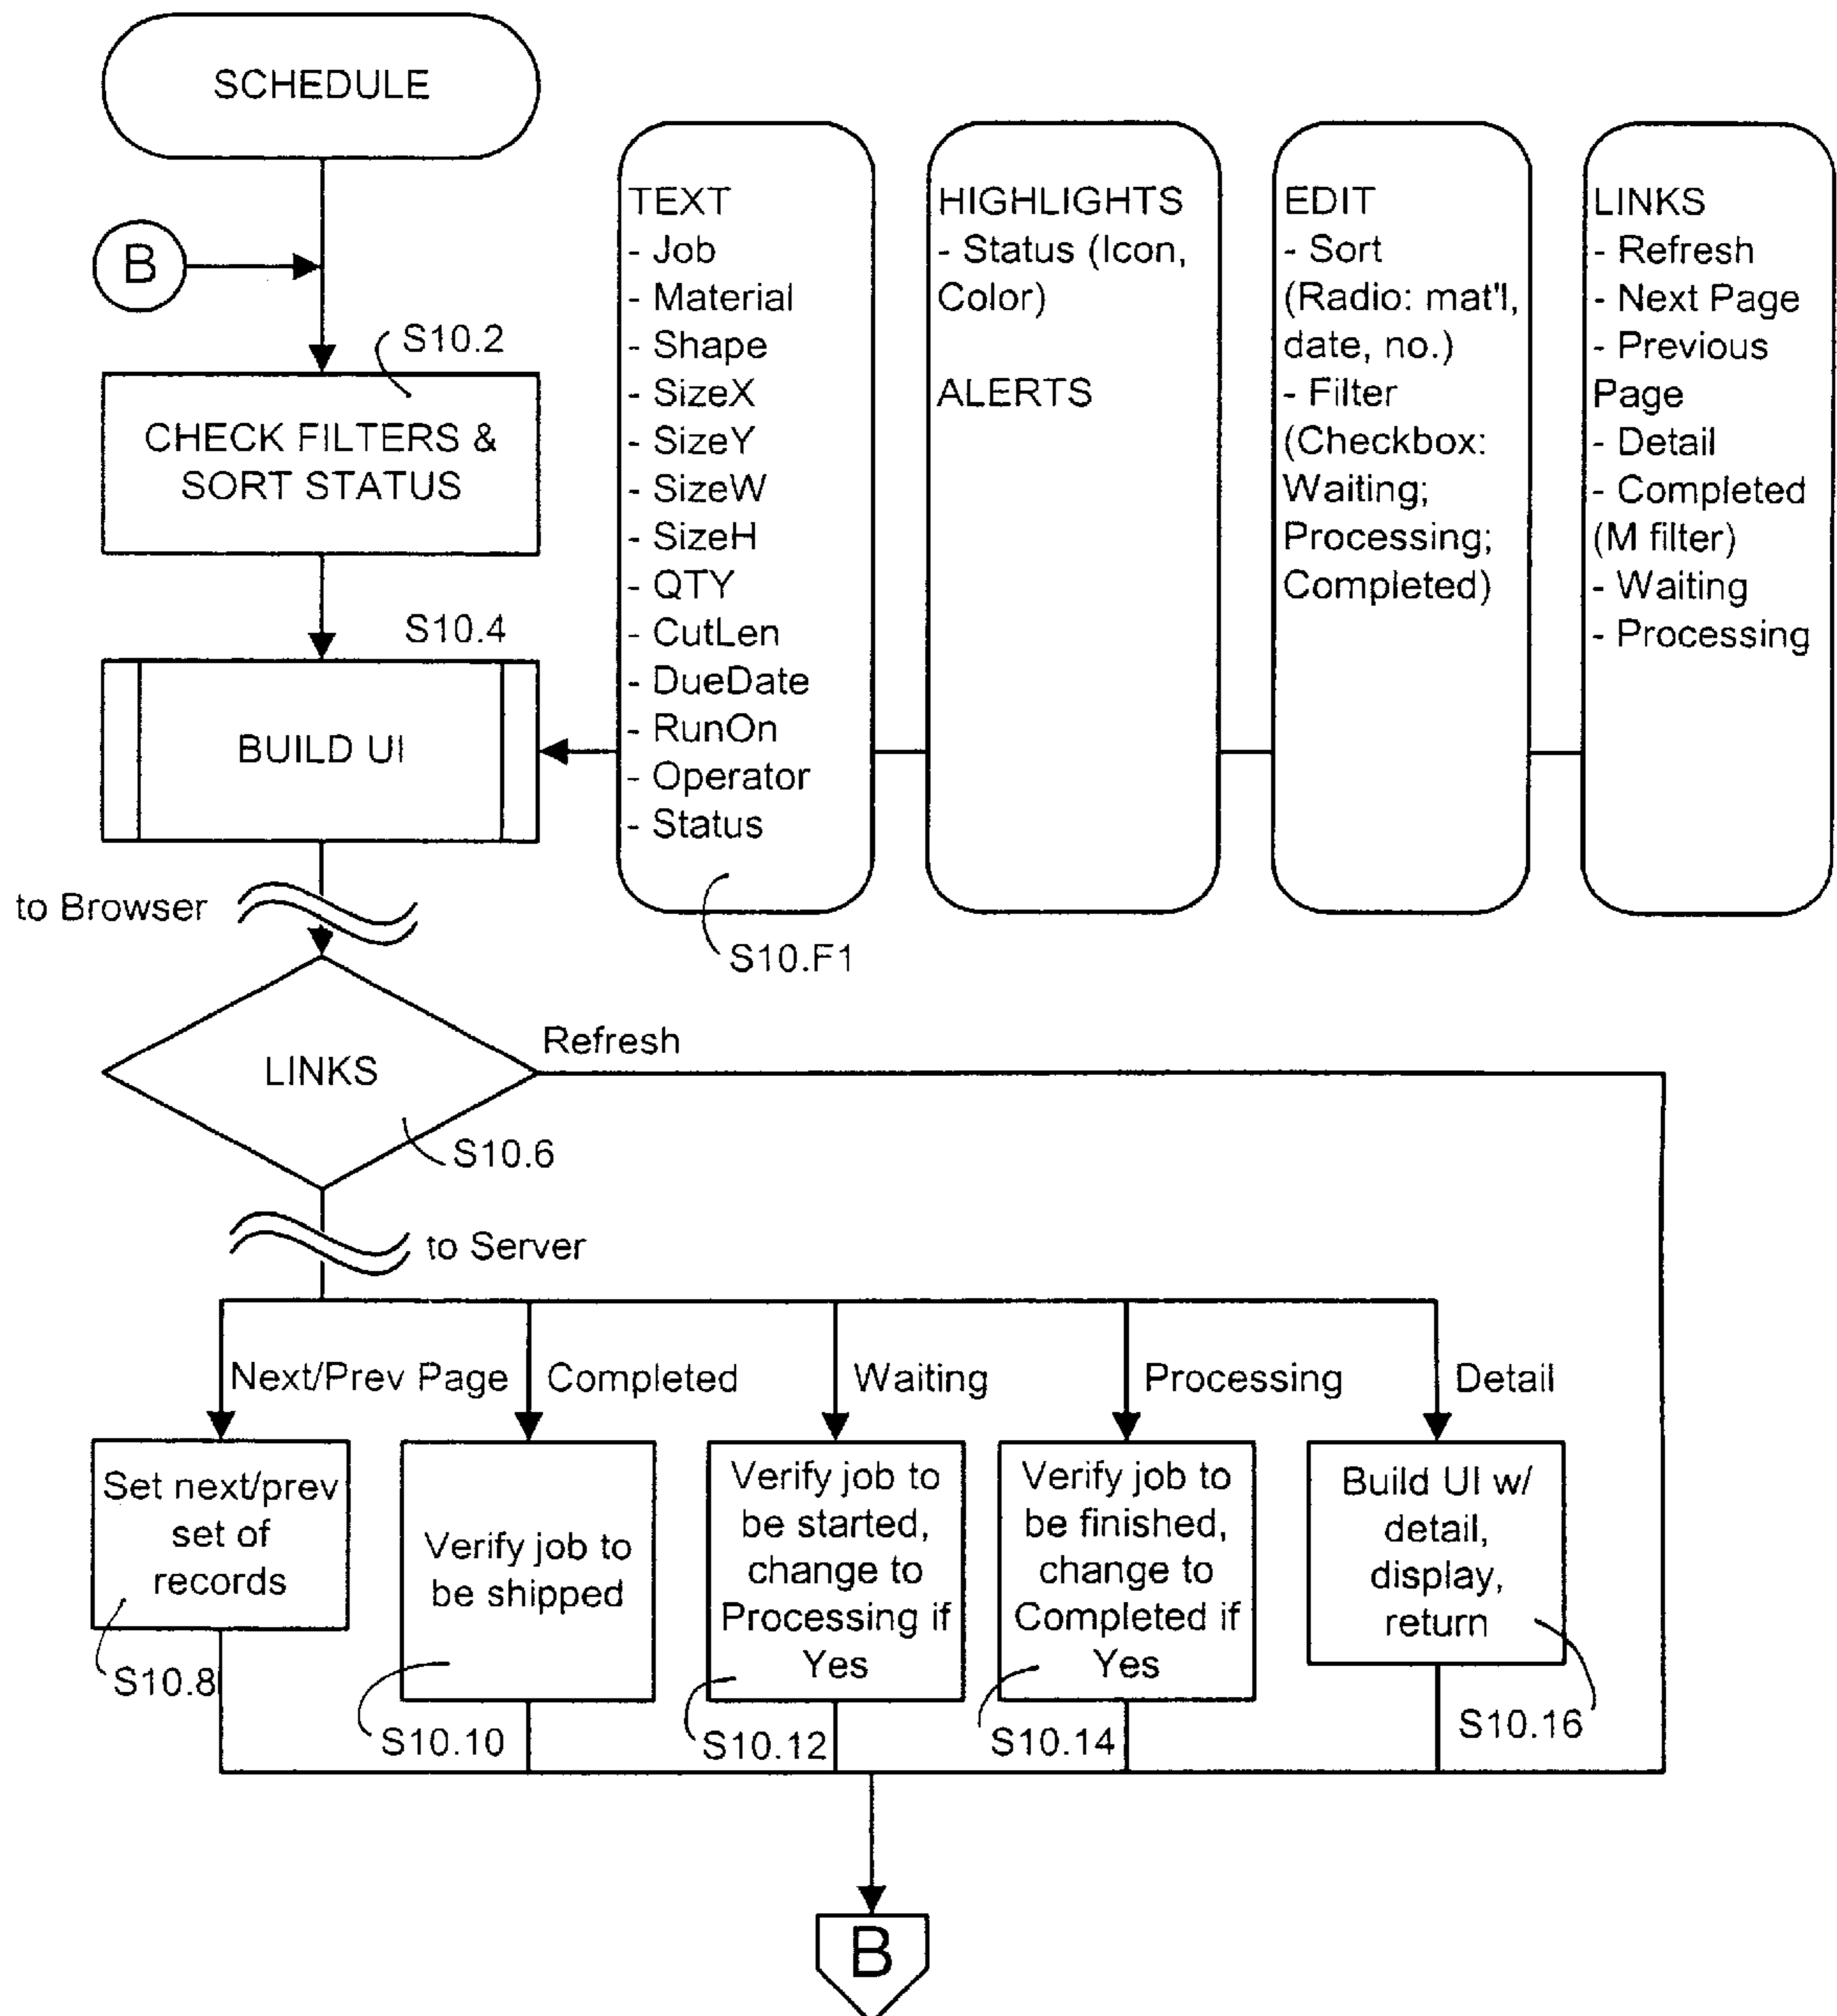 SCHEDULE
B
S10.2
CHECK FILTERS &
SORT STATUS
S10.4
BUILD UI
TEXT
- Job
- Material
- Shape
- SizeX
- SizeY
- SizeW
- SizeH
- QTY
- CutLen
- DueDate
- RunOn
- Operator
- Status
S10.F1
HIGHLIGHTS
- Status (Icon,
Color)
ALERTS
EDIT
- Sort
(Radio: mat'l,
date, no.)
- Filter
(Checkbox:
Waiting;
Processing;
Completed)
LINKS
- Refresh
- Next Page
- Previous
Page
- Detail
- Completed
(M filter)
- Waiting
- Processing
to Browser
LINKS
Refresh
S10.6
to Server
Next/Prev Page
Completed
Waiting
Processing
Detail
Set next/prev
set of
records
S10.8
Verify job to
be shipped
S10.10
Verify job to
be started,
change to
Processing if
Yes
S10.12
Verify job to
be finished,
change to
Completed if
Yes
S10.14
Build UI w/
detail,
display,
return
S10.16
B